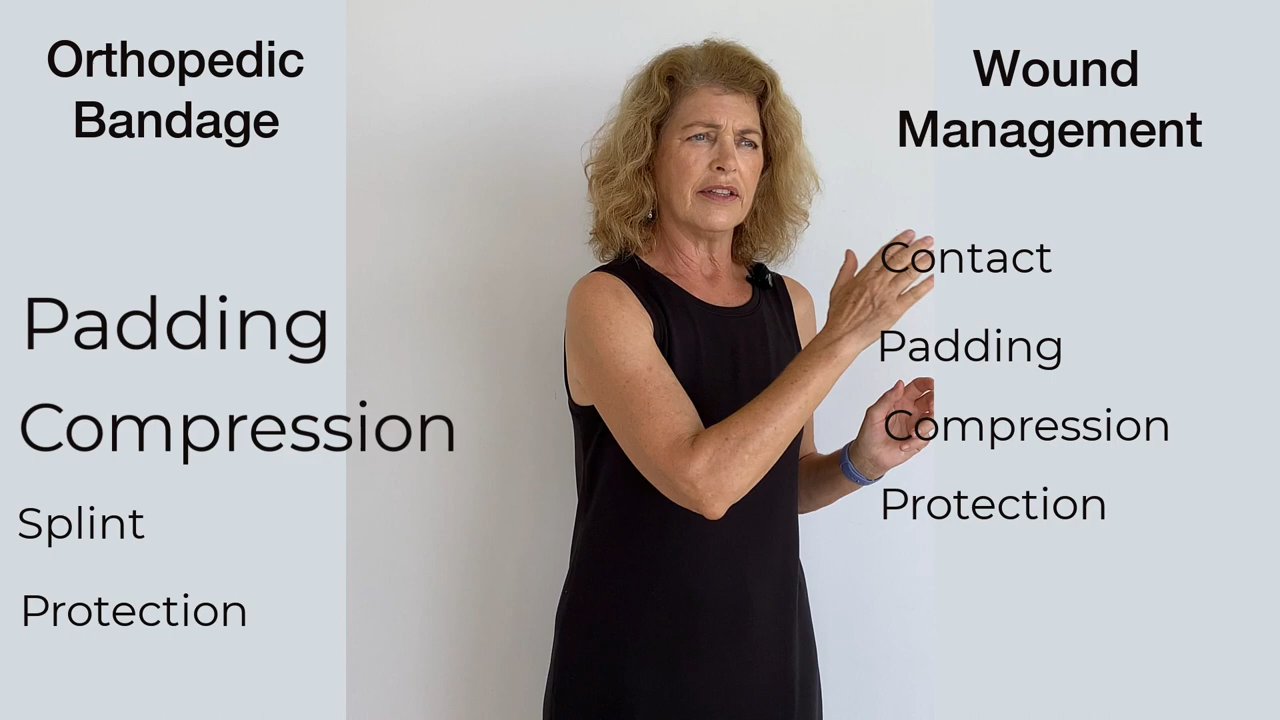 Orthopedic
Bandage
Padding
Compression
Splint
Protection
Wound
Management
Contact
Padding
Compression
Protection